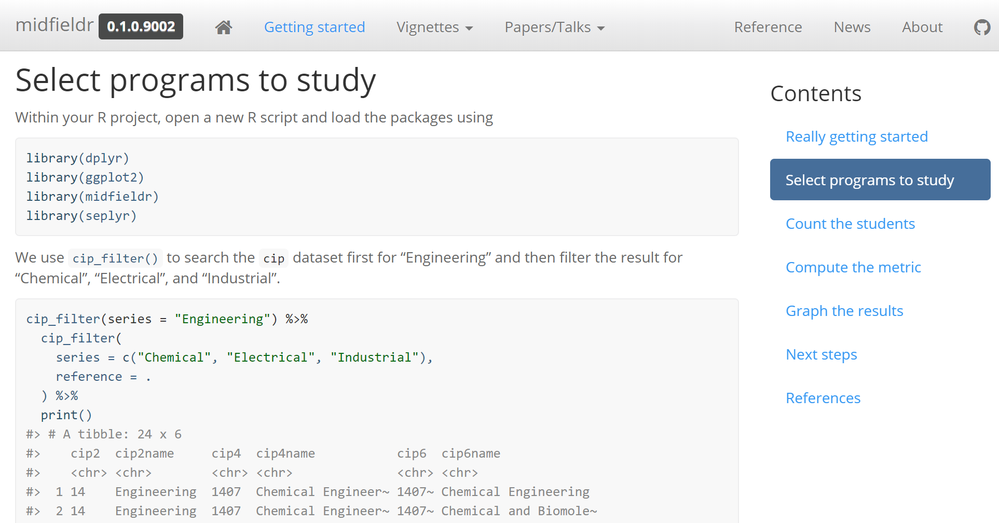 midfieldr 0.1.0.9002 Getting started Vignettes Papers/Talks Reference News About
Select programs to study
Within your R project, open a new R script and load the packages using
library(dplyr)
library(ggplot2)
library(midfieldr)
library(seplyr)
We use cip_filter() to search the cip dataset first for “Engineering” and then filter the result for
“Chemical”, “Electrical”, and “Industrial”.
cip_filter(series = "Engineering") %>%
  cip_filter(
    series = c("Chemical", "Electrical", "Industrial"),
    reference = .
  ) %>%
  print()
#> # A tibble: 24 x 6
#>    cip2  cip2name     cip4  cip4name           cip6  cip6name
#>    <chr> <chr>        <chr> <chr>              <chr> <chr>
#>  1 14    Engineering  1407  Chemical Engineer~ 1407~ Chemical Engineering
#>  2 14    Engineering  1407  Chemical Engineer~ 1407~ Chemical and Biomole~
Contents
Really getting started
Select programs to study
Count the students
Compute the metric
Graph the results
Next steps
References